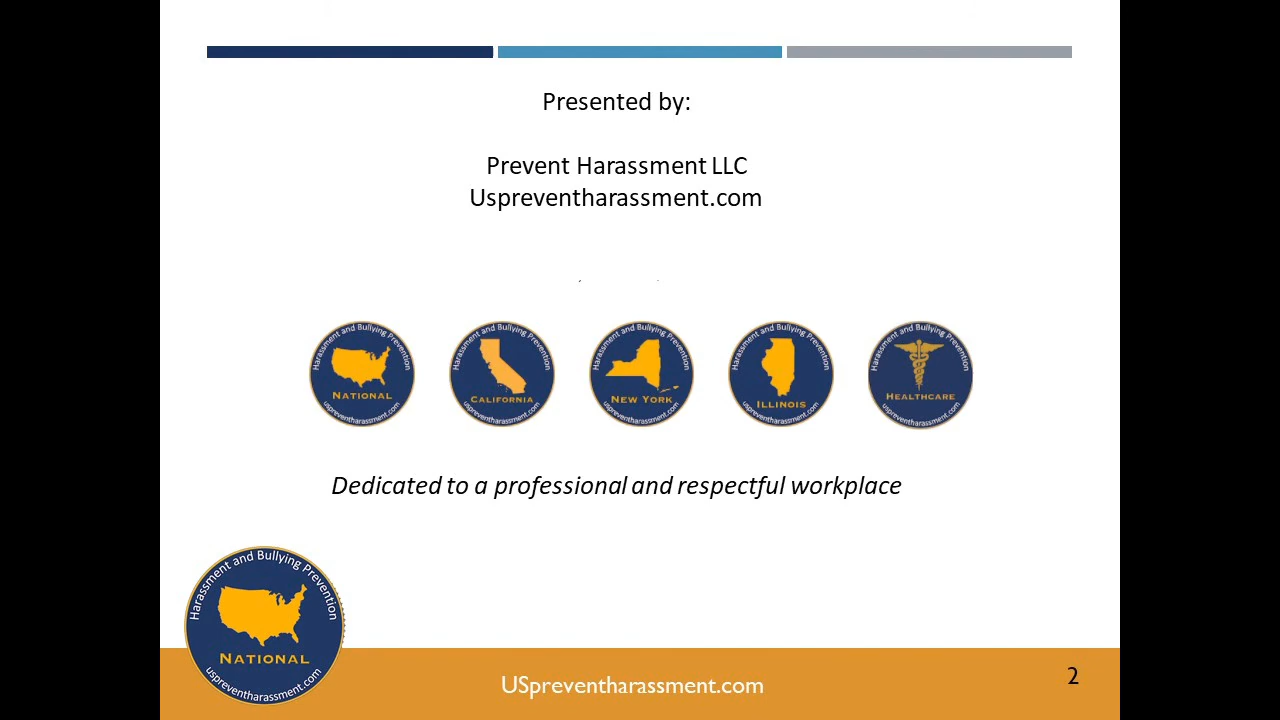 Presented by:
Prevent Harassment LLC
Uspreventharassment.com
Harassment and Bullying Prevention
NATIONAL
uspreventharassment.com
Harassment and Bullying Prevention
CALIFORNIA
uspreventharassment.com
Harassment and Bullying Prevention
NEW YORK
uspreventharassment.com
Harassment and Bullying Prevention
ILLINOIS
uspreventharassment.com
Harassment and Bullying Prevention
HEALTHCARE
uspreventharassment.com
Dedicated to a professional and respectful workplace
Harassment and Bullying Prevention
NATIONAL
uspreventharassment.com
USpreventharassment.com
2